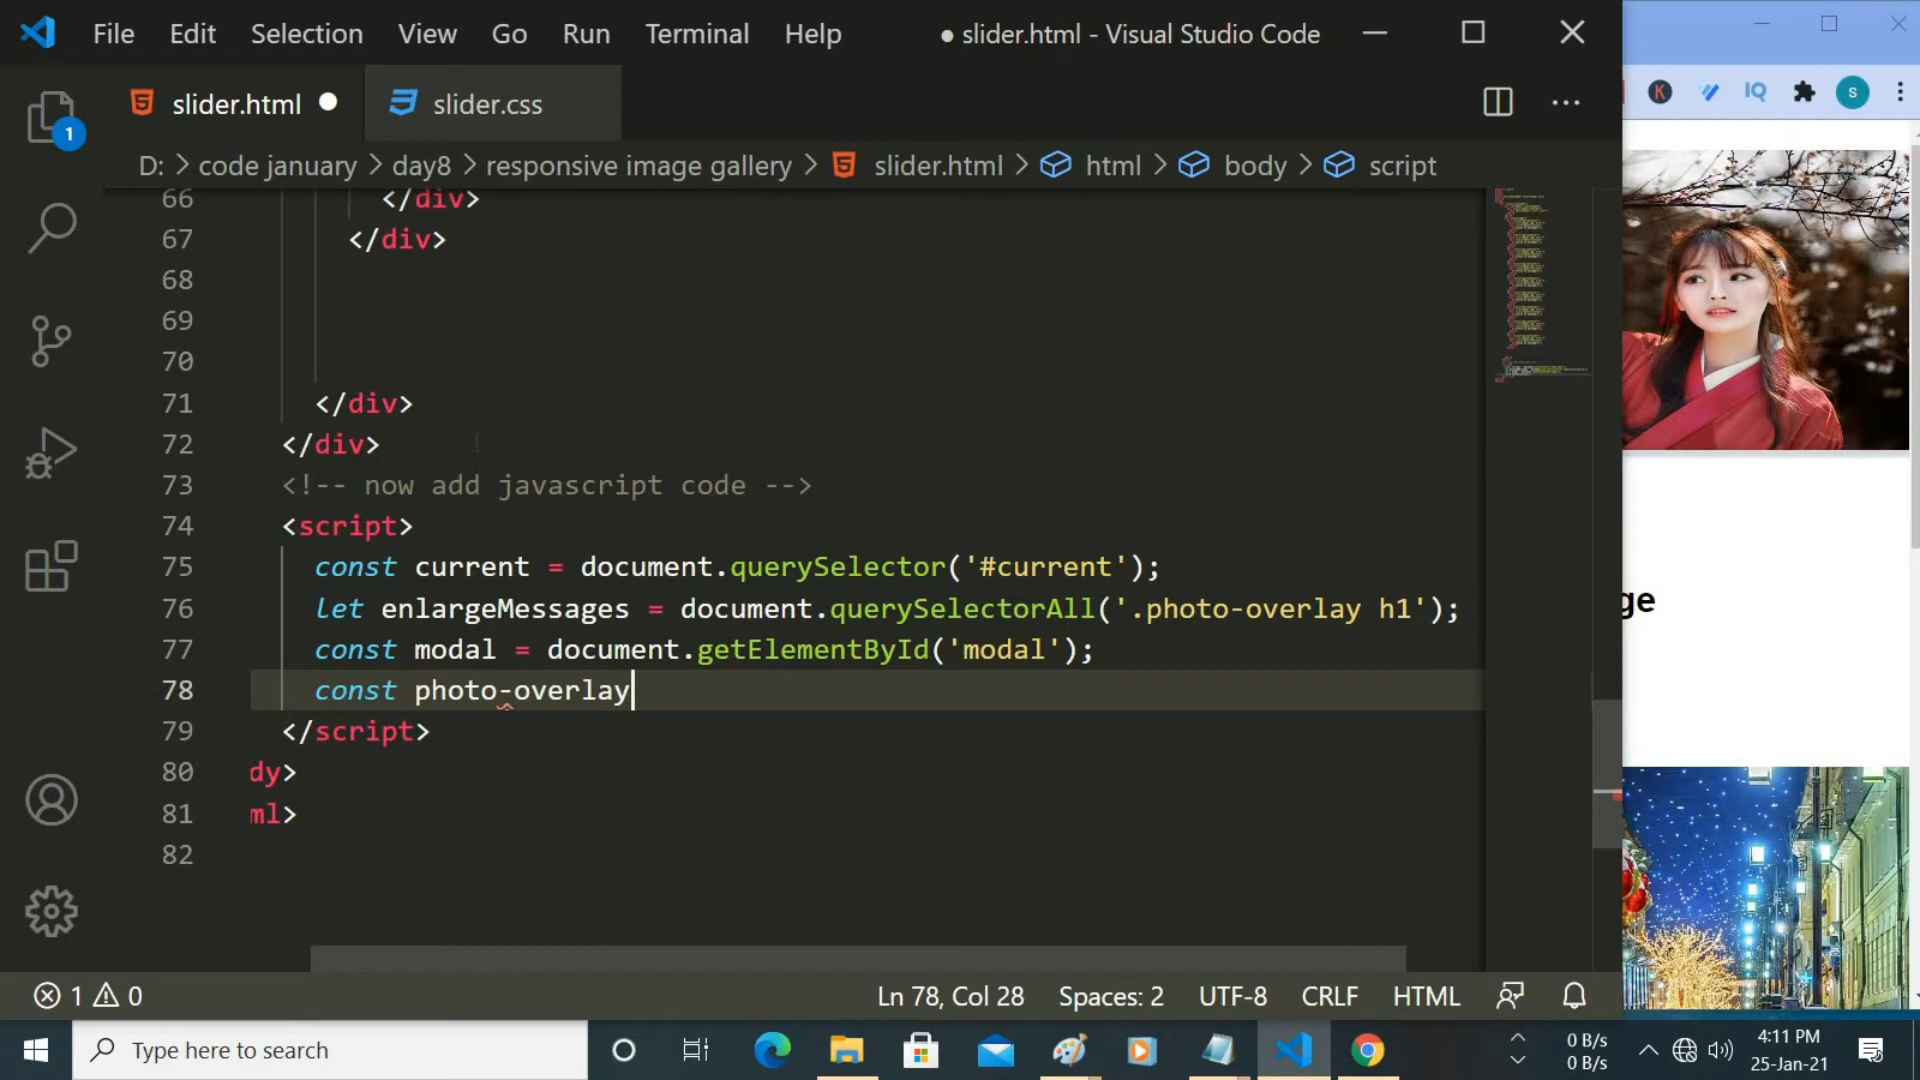 File Edit Selection View Go Run Terminal Help ● slider.html - Visual Studio Code
slider.html slider.css
K IQ s
1
D: > code january > day8 > responsive image gallery > slider.html > html > body > script
66 </div>
67 </div>
68
69
70
71 </div>
72 </div>
73 <!-- now add javascript code -->
74 <script>
75 const current = document.querySelector('#current');
76 let enlargeMessages = document.querySelectorAll('.photo-overlay h1');
77 const modal = document.getElementById('modal');
78 const photo-overlay
79 </script>
80 dy>
81 ml>
82
ge
1 0 Ln 78, Col 28 Spaces: 2 UTF-8 CRLF HTML
Type here to search
0 B/s
0 B/s
4:11 PM
25-Jan-21